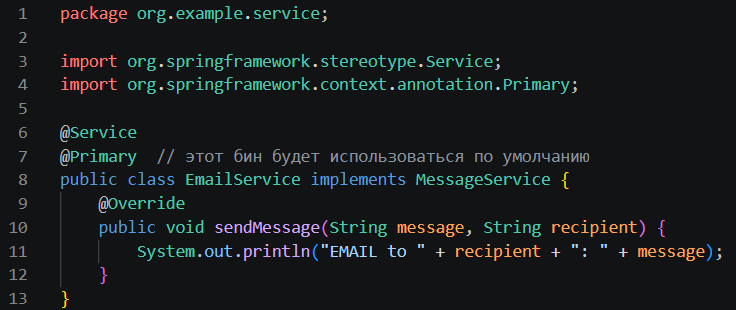 1 package org.example.service;
2
3 import org.springframework.stereotype.Service;
4 import org.springframework.context.annotation.Primary;
5
6 @Service
7 @Primary  // этот бин будет использоваться по умолчанию
8 public class EmailService implements MessageService {
9     @Override
10     public void sendMessage(String message, String recipient) {
11         System.out.println("EMAIL to " + recipient + ": " + message);
12     }
13 }